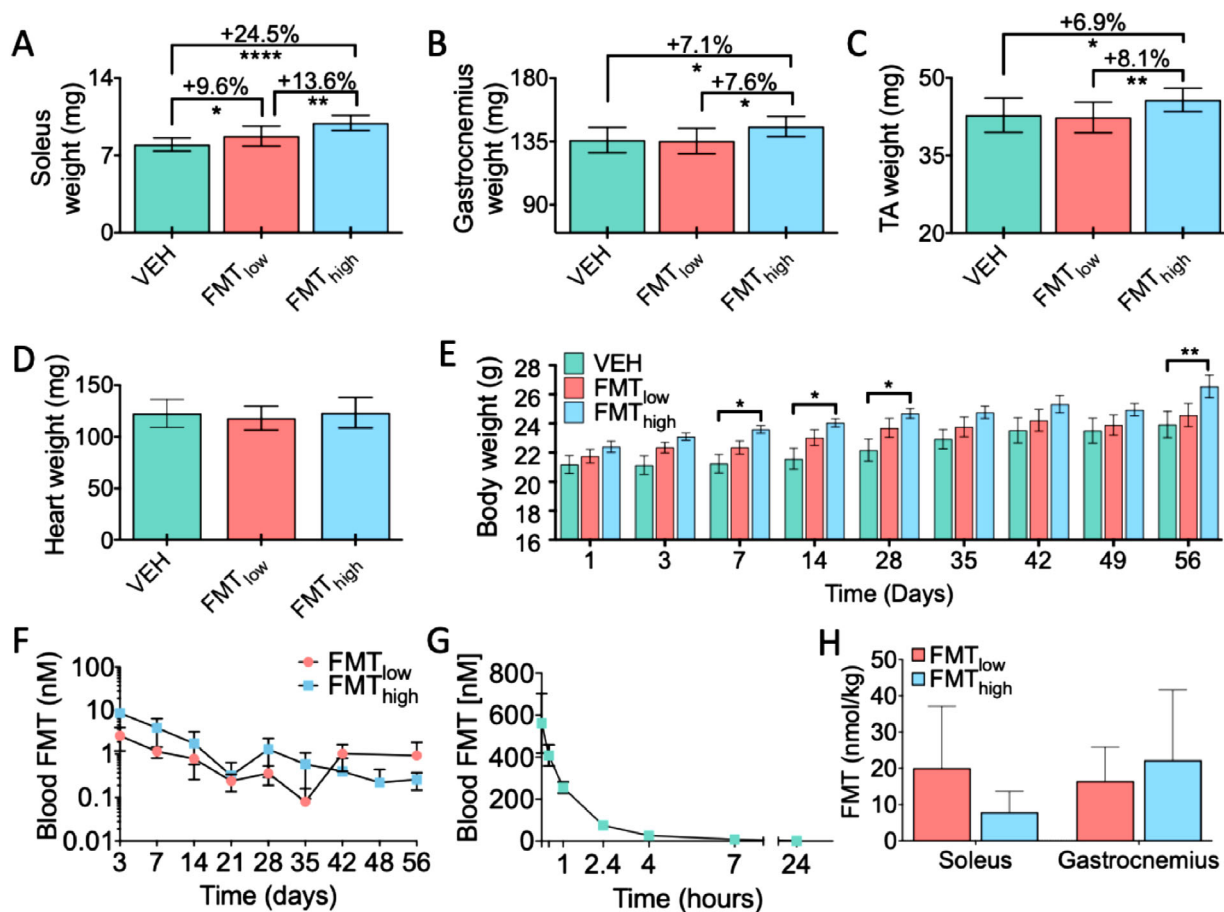 A
+24.5%
****
+9.6%
+13.6%
*
**
Soleus
weight (mg)
14
7
0
VEH
FMTlow
FMThigh
B
+7.1%
*
+7.6%
*
Gastrocnemius
weight (mg)
180
135
90
VEH
FMTlow
FMThigh
C
+6.9%
*
+8.1%
**
TA weight (mg)
50
35
20
VEH
FMTlow
FMThigh
D
Heart weight (mg)
150
100
50
0
VEH
FMTlow
FMThigh
E
Body weight (g)
28
26
24
22
20
18
16
VEH
FMTlow
FMThigh
* * * **
1 3 7 14 28 35 42 49 56
Time (Days)
F
Blood FMT (nM)
100
10
1
0.1
0.01
FMTlow
FMThigh
3 7 14 21 28 35 42 48 56
Time (days)
G
Blood FMT [nM]
800
600
400
200
0
1 2.4 4 7 24
Time (hours)
H
FMT (nmol/kg)
50
40
30
20
10
0
FMTlow
FMThigh
Soleus Gastrocnemius